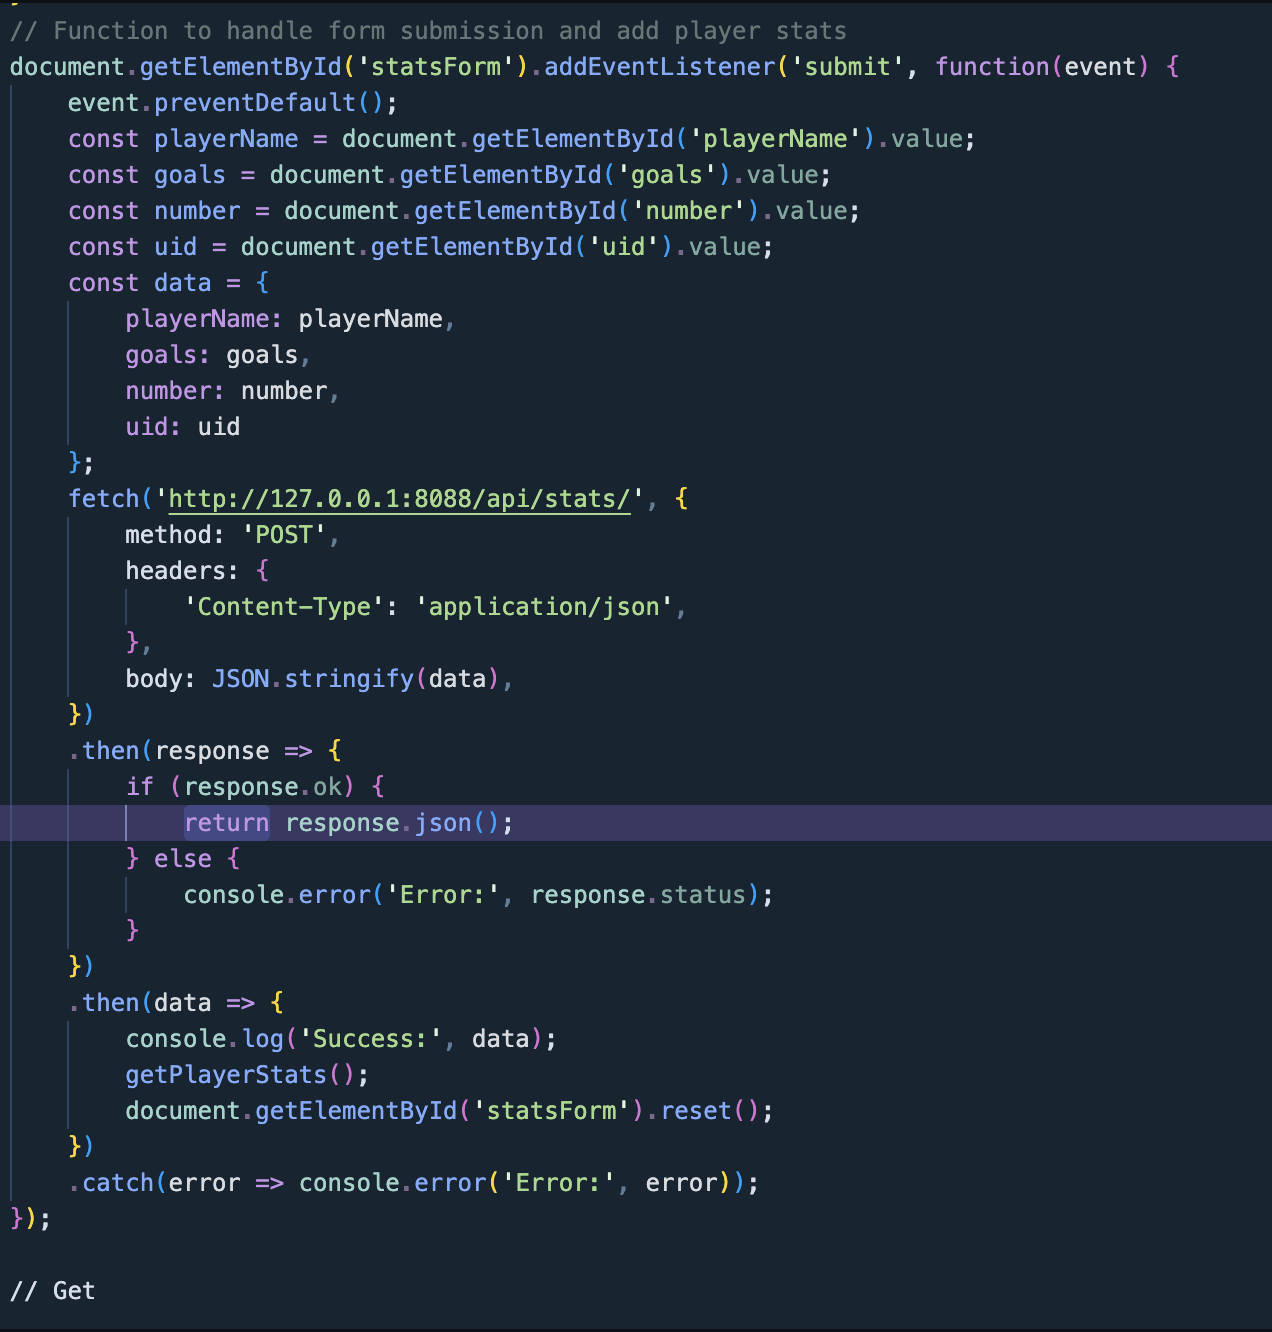 // Function to handle form submission and add player stats
document.getElementById('statsForm').addEventListener('submit', function(event) {
    event.preventDefault();
    const playerName = document.getElementById('playerName').value;
    const goals = document.getElementById('goals').value;
    const number = document.getElementById('number').value;
    const uid = document.getElementById('uid').value;
    const data = {
        playerName: playerName,
        goals: goals,
        number: number,
        uid: uid
    };
    fetch('http://127.0.0.1:8088/api/stats/', {
        method: 'POST',
        headers: {
            'Content-Type': 'application/json',
        },
        body: JSON.stringify(data),
    })
    .then(response => {
        if (response.ok) {
            return response.json();
        } else {
            console.error('Error:', response.status);
        }
    })
    .then(data => {
        console.log('Success:', data);
        getPlayerStats();
        document.getElementById('statsForm').reset();
    })
    .catch(error => console.error('Error:', error));
});

// Get